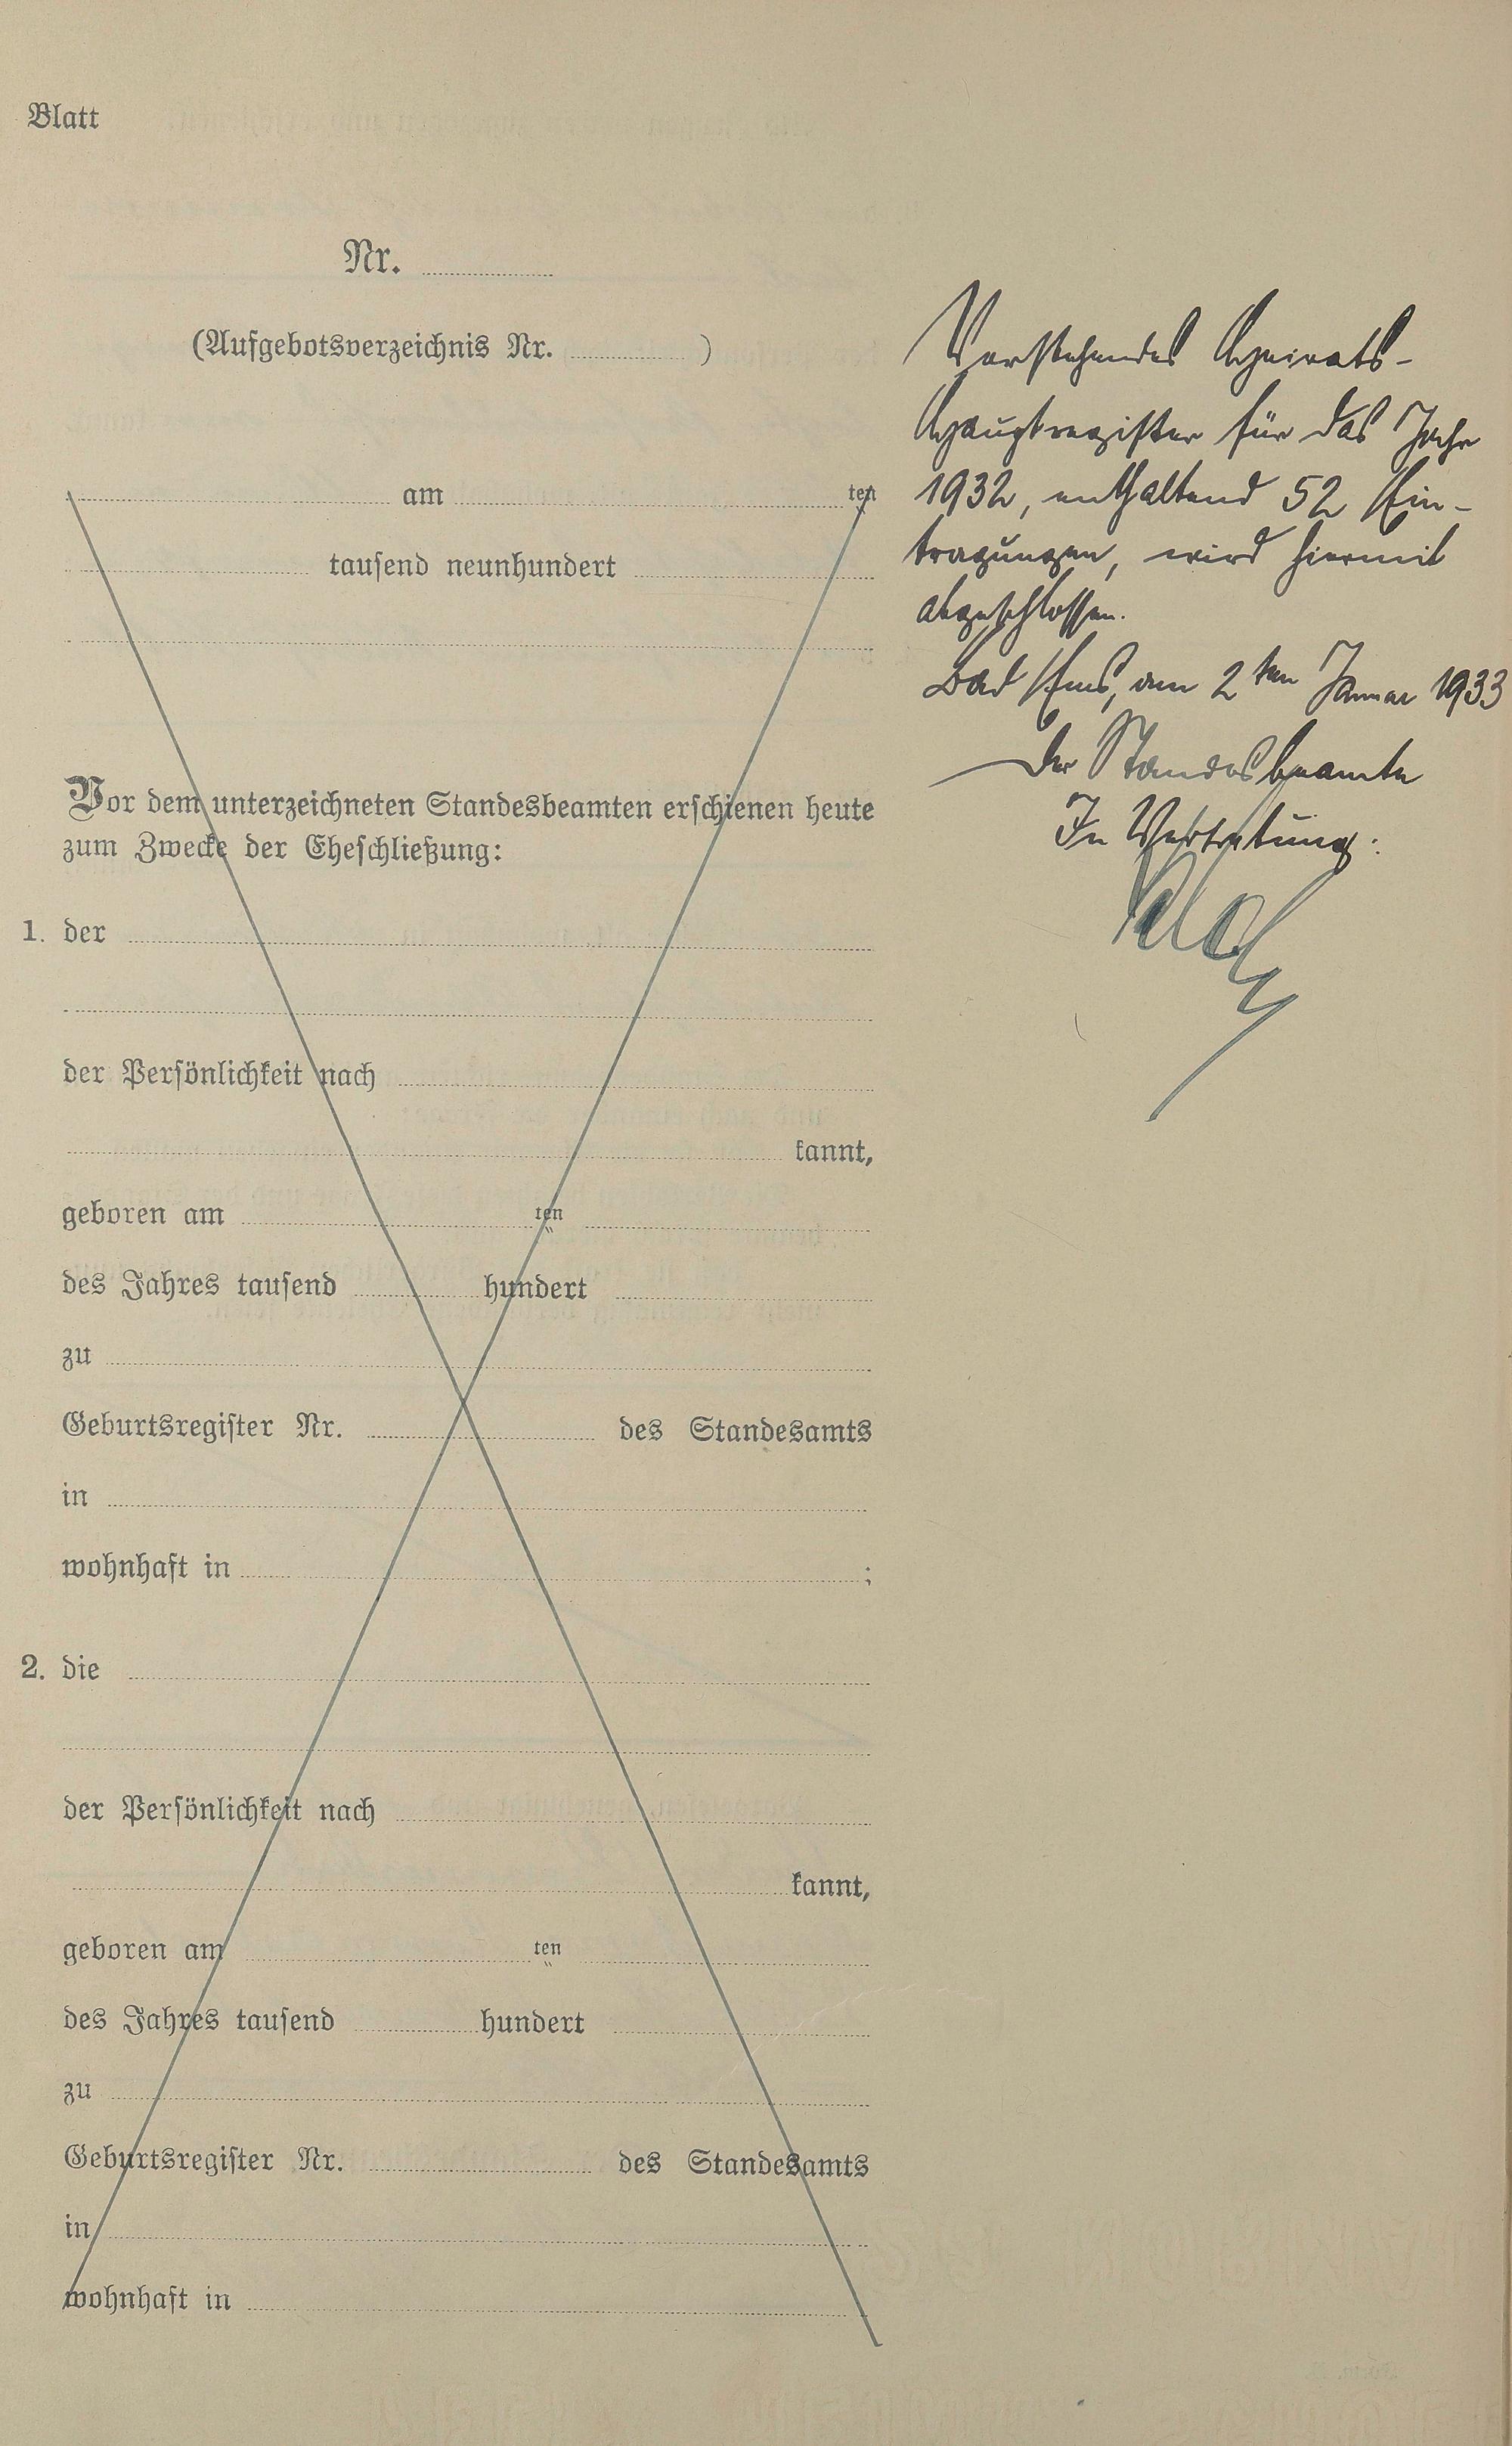 Blatt
Nr.
(Aufgebotsverzeichnis Nr. )
am ten
tausend neunhundert
Vor dem unterzeichneten Standesbeamten erschienen heute
zum Zwecke der Eheschließung:
1. der
der Persönlichkeit nach
kannt,
geboren am ten
des Jahres tausend hundert
zu
Geburtsregister Nr. des Standesamts
in
wohnhaft in ;
2. die
der Persönlichkeit nach
kannt,
geboren am ten
des Jahres tausend hundert
zu
Geburtsregister Nr. des Standesamts
in
wohnhaft in
Vorstehendes Heirats-
Hauptregister für das Jahr
1932, enthaltend 52 Ein-
tragungen, wird hiermit
abgeschlossen.
Bad Ems, am 2ten Januar 1933
Der Standesbeamte
In Vertretung: